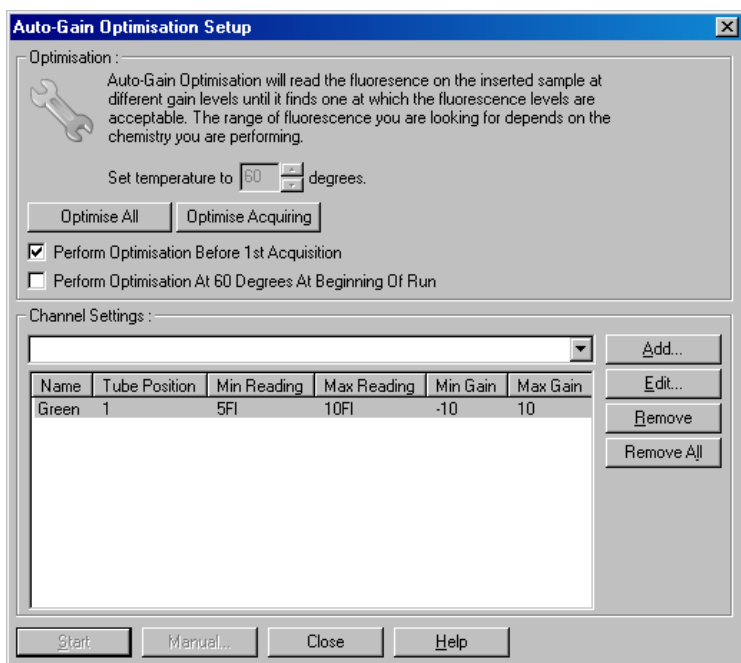 Auto-Gain Optimisation Setup
Optimisation :
Auto-Gain Optimisation will read the fluoresence on the inserted sample at
different gain levels until it finds one at which the fluorescence levels are
acceptable. The range of fluorescence you are looking for depends on the
chemistry you are performing.
Set temperature to 60 degrees.
Optimise All Optimise Acquiring
Perform Optimisation Before 1st Acquisition
Perform Optimisation At 60 Degrees At Beginning Of Run
Channel Settings :
Add...
Name Tube Position Min Reading Max Reading Min Gain Max Gain
Edit...
Green 1 5Fl 10Fl -10 10
Remove
Remove All
Start Manual... Close Help